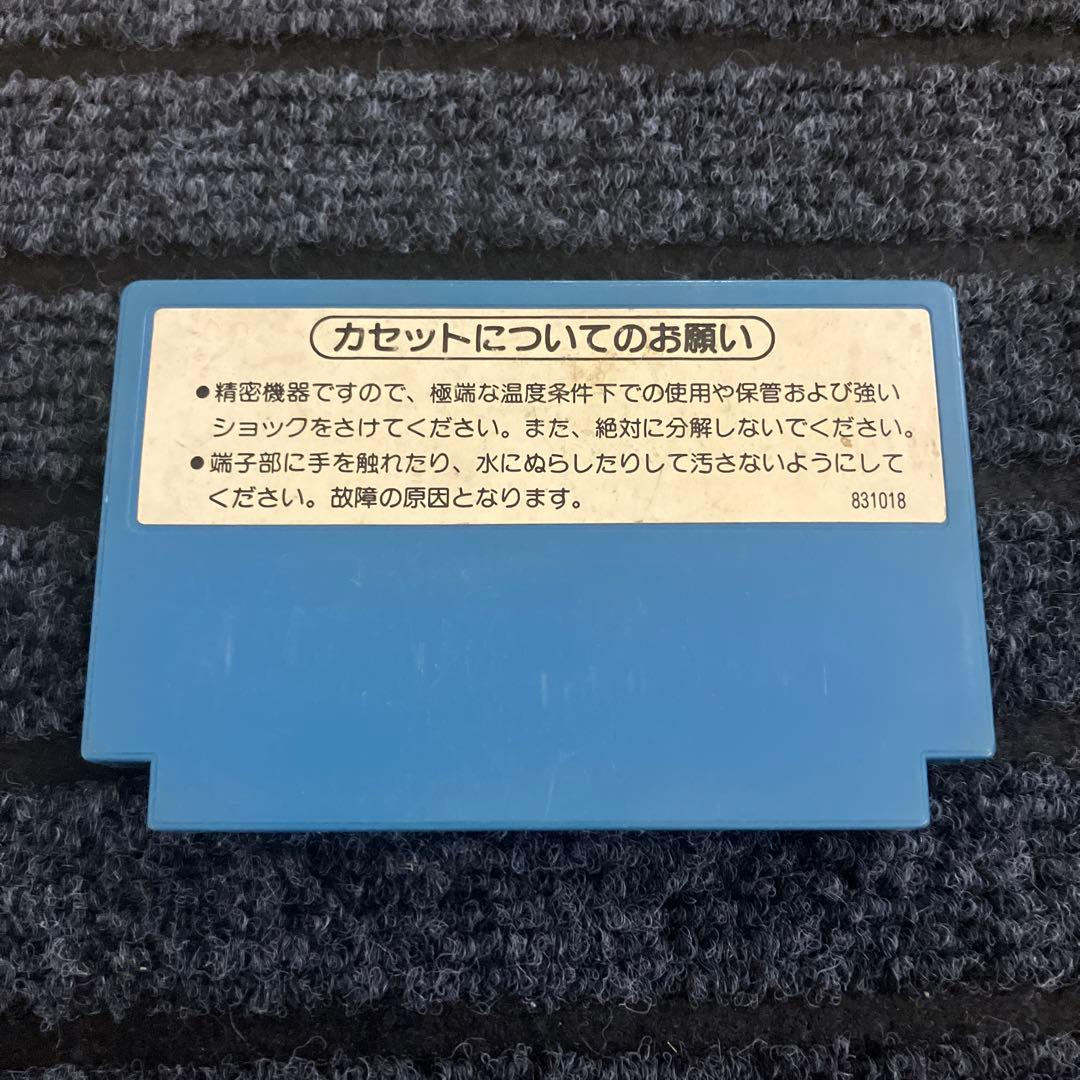 カセットについてのお願い
●精密機器ですので、極端な温度条件下での使用や保管および強い
ショックをさけてください。また、絶対に分解しないでください。
●端子部に手を触れたり、水にぬらしたりして汚さないようにして
ください。故障の原因となります。
831018